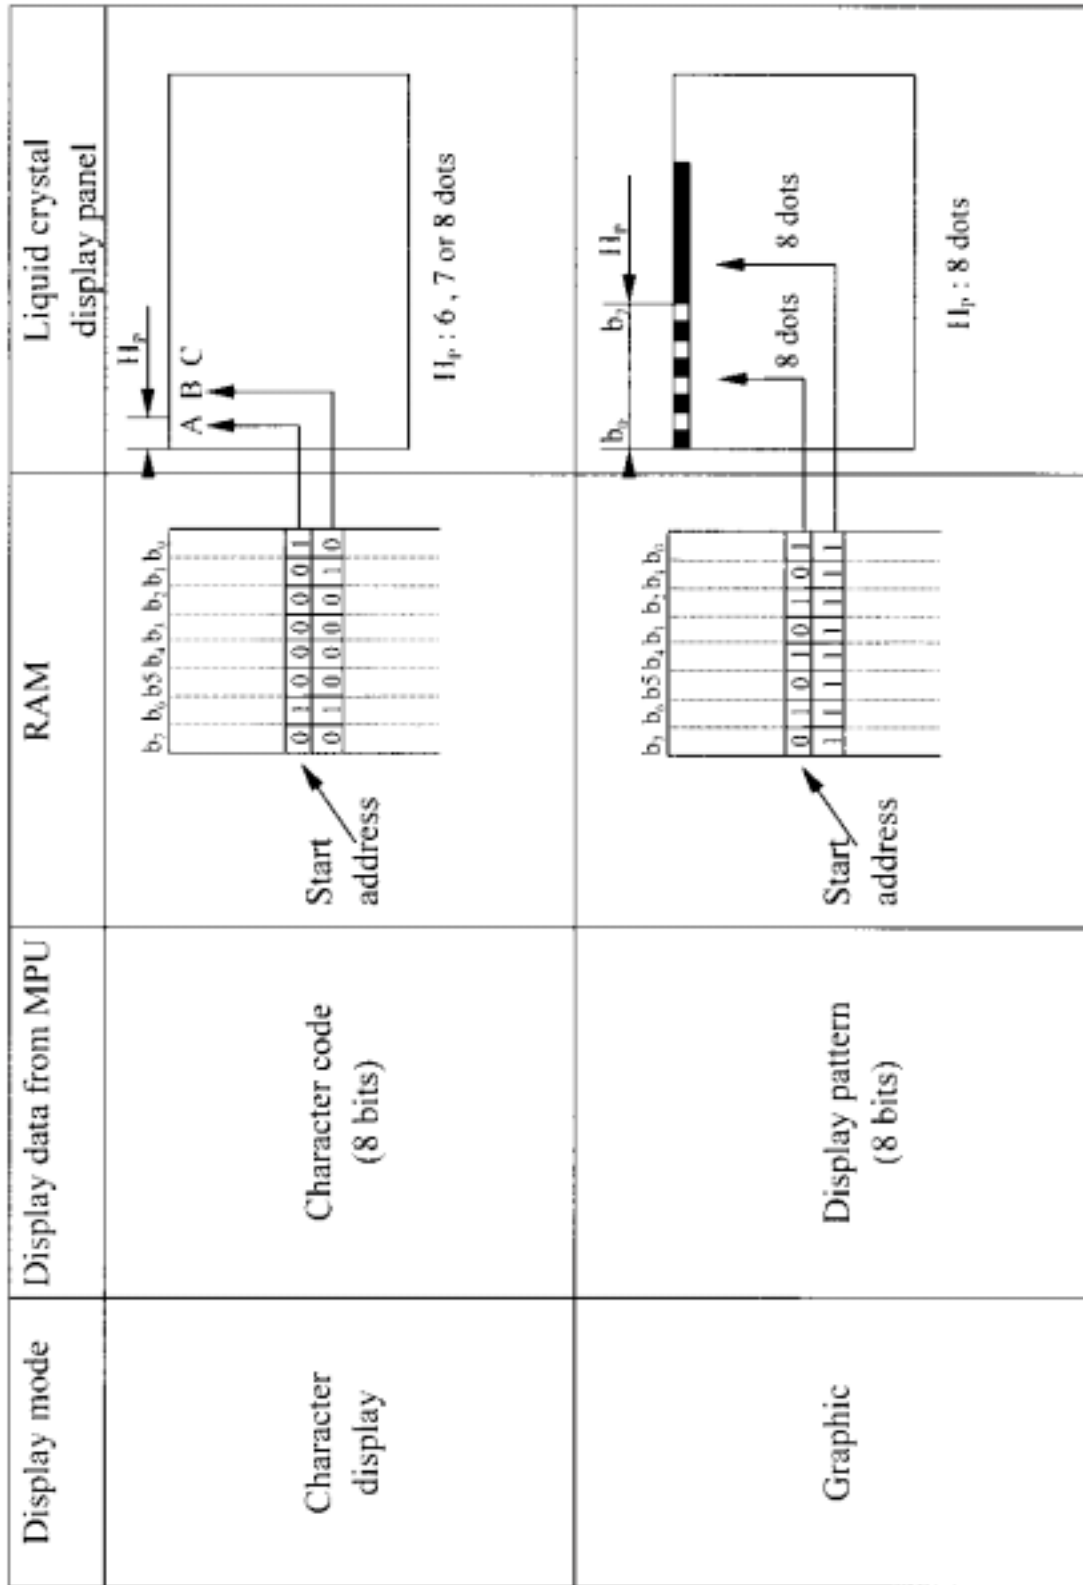 Display mode
Display data from MPU
RAM
Liquid crystal
display panel
Character
display
Character code
(8 bits)
Start
address
b₇ b₆ b5 b₄ b₃ b₂ b₁ b₀
0 1 0 0 0 0 0 1
0 1 0 0 0 0 1 0
Hₚ
A B C
Hₚ : 6 , 7 or 8 dots
Graphic
Display pattern
(8 bits)
Start
address
b₇ b₆ b5 b₄ b₃ b₂ b₁ b₀
0 1 0 1 0 1 0 1
1 1 1 1 1 1 1 1
b₀ b₇ Hₚ
8 dots 8 dots
Hₚ : 8 dots